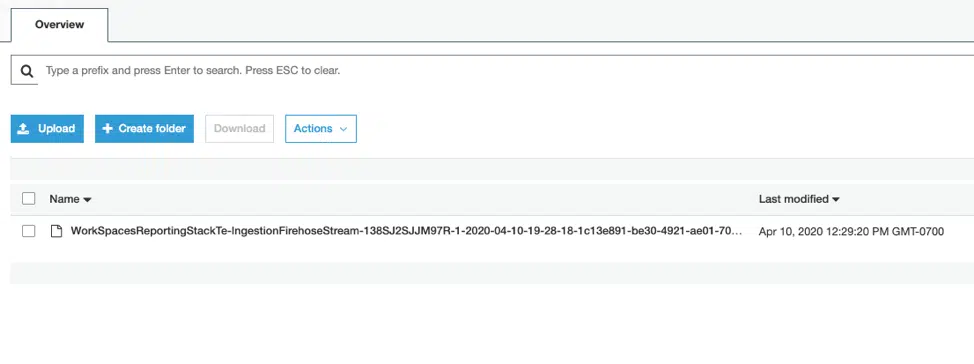 Overview
Type a prefix and press Enter to search. Press ESC to clear.
Upload Create folder Download Actions
Name Last modified
WorkSpacesReportingStackTe-IngestionFirehoseStream-138SJ2SJJM97R-1-2020-04-10-19-28-18-1c13e891-be30-4921-ae01-70... Apr 10, 2020 12:29:20 PM GMT-0700